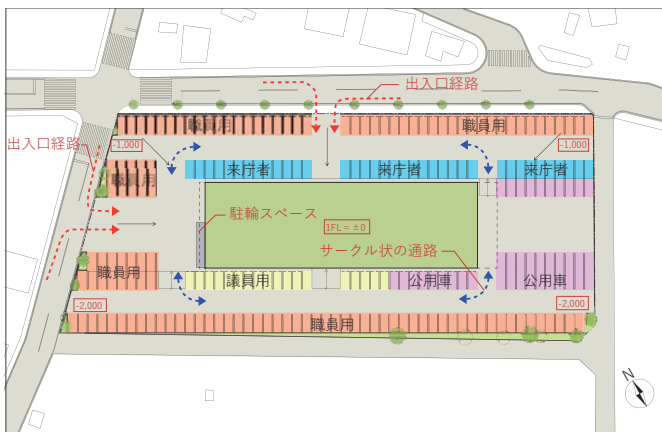 出入口経路
職員用
職員用
-1,000
-1,000
出入口経路
来庁者
来庁者
来庁者
職員用
駐輪スペース
1FL=±0
サークル状の通路
職員用
議員用
公用車
公用車
-2,000
-2,000
職員用
N